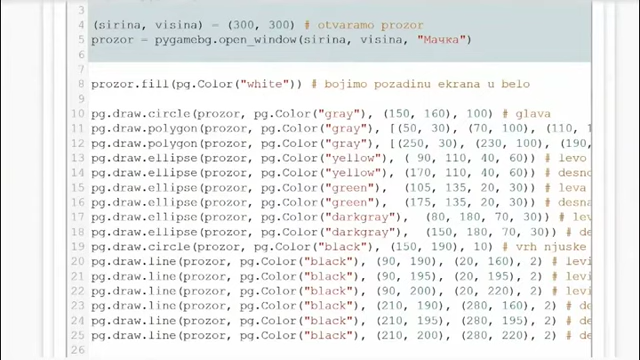 3
4 (sirina, visina) = (300, 300) # otvaramo prozor
5 prozor = pygamebg.open_window(sirina, visina, "Мачка")
6
7
8 prozor.fill(pg.Color("white")) # bojimo pozadinu ekrana u belo
9
10 pg.draw.circle(prozor, pg.Color("gray"), (150, 160), 100) # glava
11 pg.draw.polygon(prozor, pg.Color("gray"), [(50, 30), (70, 100), (110,
12 pg.draw.polygon(prozor, pg.Color("gray"), [(250, 30), (230, 100), (190,
13 pg.draw.ellipse(prozor, pg.Color("yellow"), ( 90, 110, 40, 60)) # levo
14 pg.draw.ellipse(prozor, pg.Color("yellow"), (170, 110, 40, 60)) # desno
15 pg.draw.ellipse(prozor, pg.Color("green"), (105, 135, 20, 30)) # leva
16 pg.draw.ellipse(prozor, pg.Color("green"), (175, 135, 20, 30)) # desna
17 pg.draw.ellipse(prozor, pg.Color("darkgray"), (80, 180, 70, 30)) # lev
18 pg.draw.ellipse(prozor, pg.Color("darkgray"), (150, 180, 70, 30)) # de
19 pg.draw.circle(prozor, pg.Color("black"), (150, 190), 10) # vrh njuske
20 pg.draw.line(prozor, pg.Color("black"), (90, 190), (20, 160), 2) # levi
21 pg.draw.line(prozor, pg.Color("black"), (90, 195), (21, 195), 2) # levi
22 pg.draw.line(prozor, pg.Color("black"), (90, 200), (20, 220), 2) # levi
23 pg.draw.line(prozor, pg.Color("black"), (210, 190), (280, 160), 2) # de
24 pg.draw.line(prozor, pg.Color("black"), (210, 195), (280, 195), 2) # de
25 pg.draw.line(prozor, pg.Color("black"), (210, 200), (280, 220), 2) # de
26